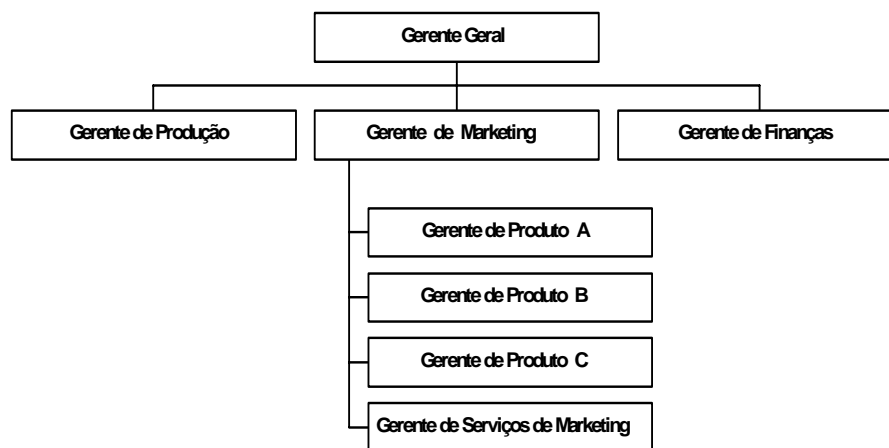 Gerente Geral
Gerente de Produção
Gerente de Marketing
Gerente de Finanças
Gerente de Produto A
Gerente de Produto B
Gerente de Produto C
Gerente de Serviços de Marketing